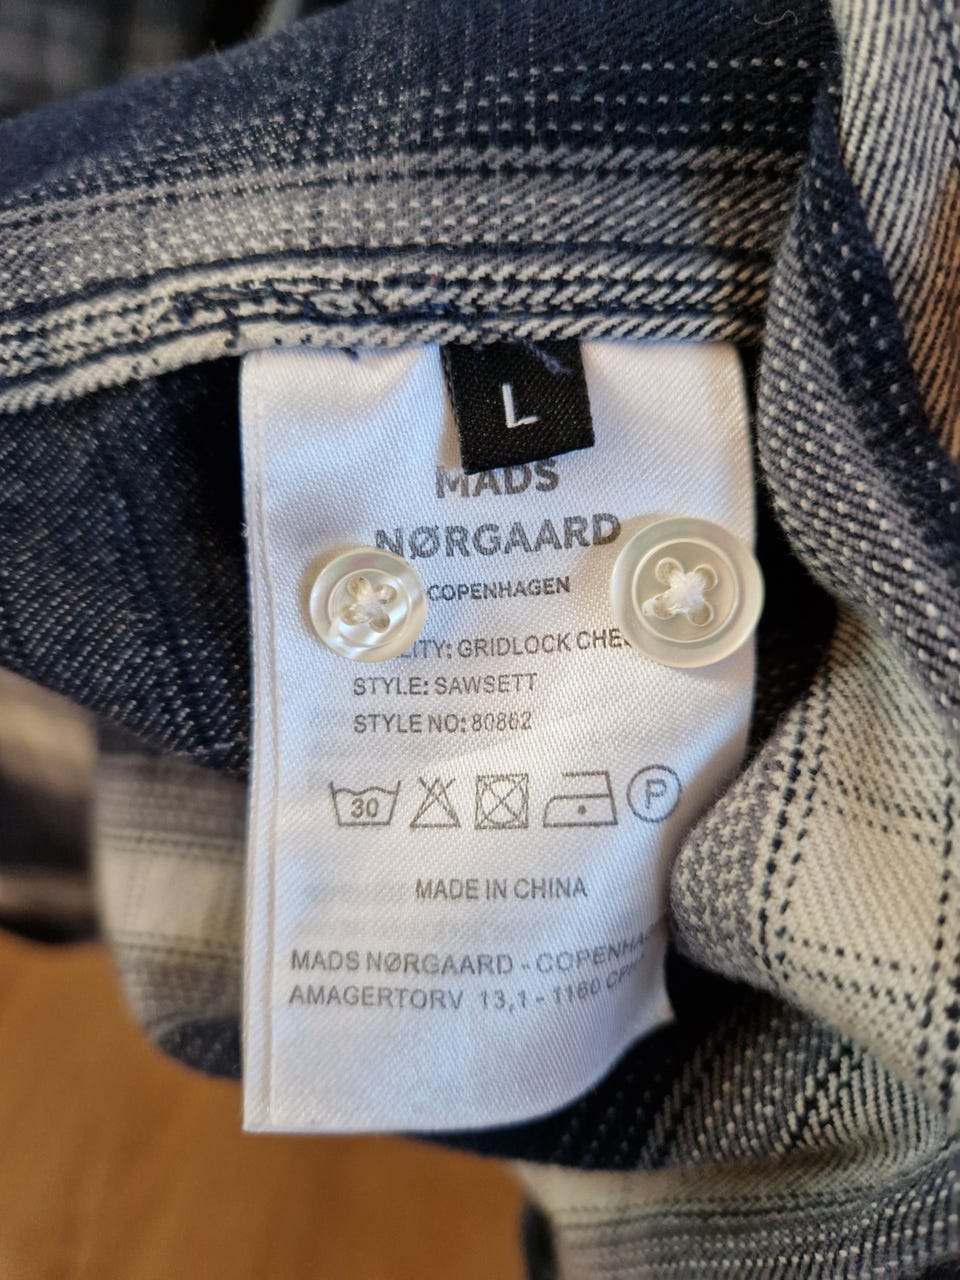 L
MADS
NØRGAARD
COPENHAGEN
GRIDLOCK
STYLE: SAWSETT
STYLE NO: 80862
30
P
MADE IN CHINA
MADS NØRGAARD - COPENHA
AMAGERTORV 13,1 - 1160